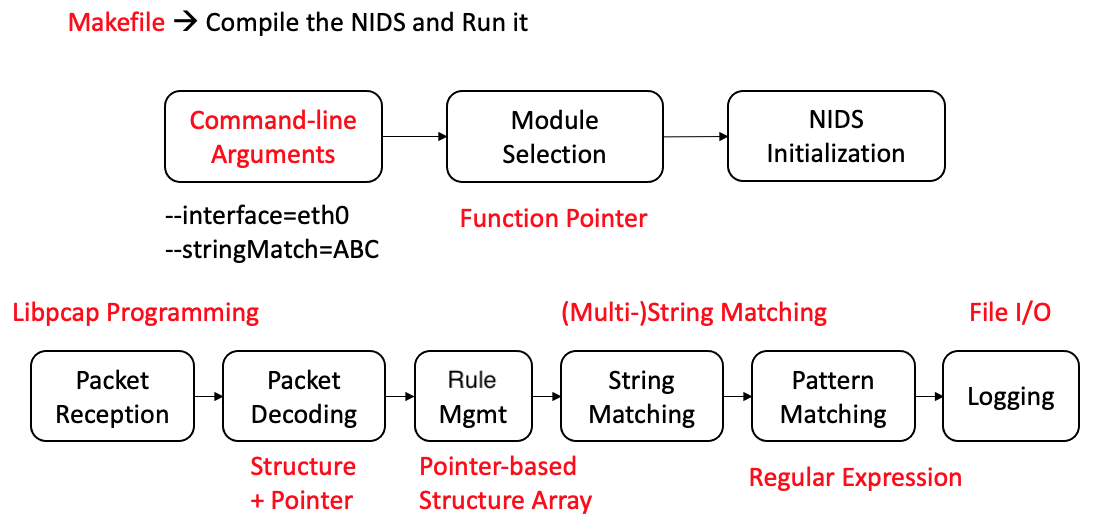 Makefile → Compile the NIDS and Run it
Command-line
Arguments
Module
Selection
NIDS
Initialization
--interface=eth0
--stringMatch=ABC
Function Pointer
Libpcap Programming
(Multi-)String Matching
File I/O
Packet
Reception
Packet
Decoding
Rule
Mgmt
String
Matching
Pattern
Matching
Logging
Structure
+ Pointer
Pointer-based
Structure Array
Regular Expression